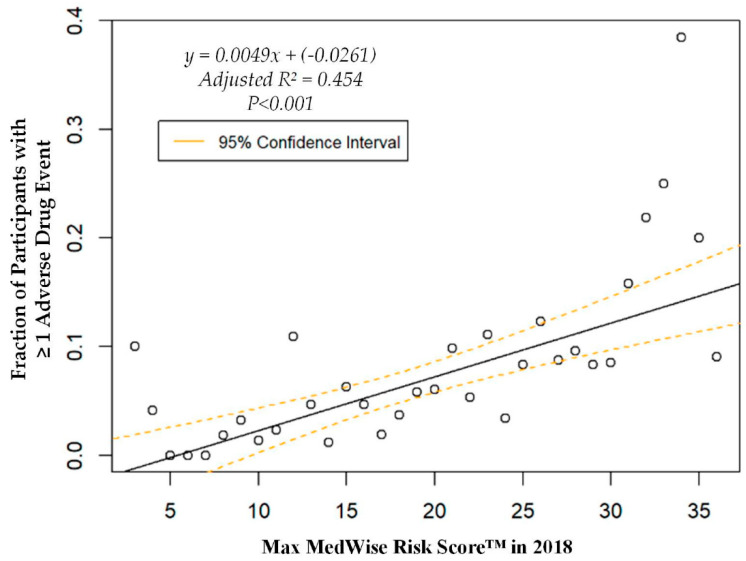 0.4
0.3
0.2
0.1
0.0
Fraction of Participants with
≥ 1 Adverse Drug Event
y = 0.0049x + (-0.0261)
Adjusted R² = 0.454
P<0.001
95% Confidence Interval
5 10 15 20 25 30 35
Max MedWise Risk Score™ in 2018